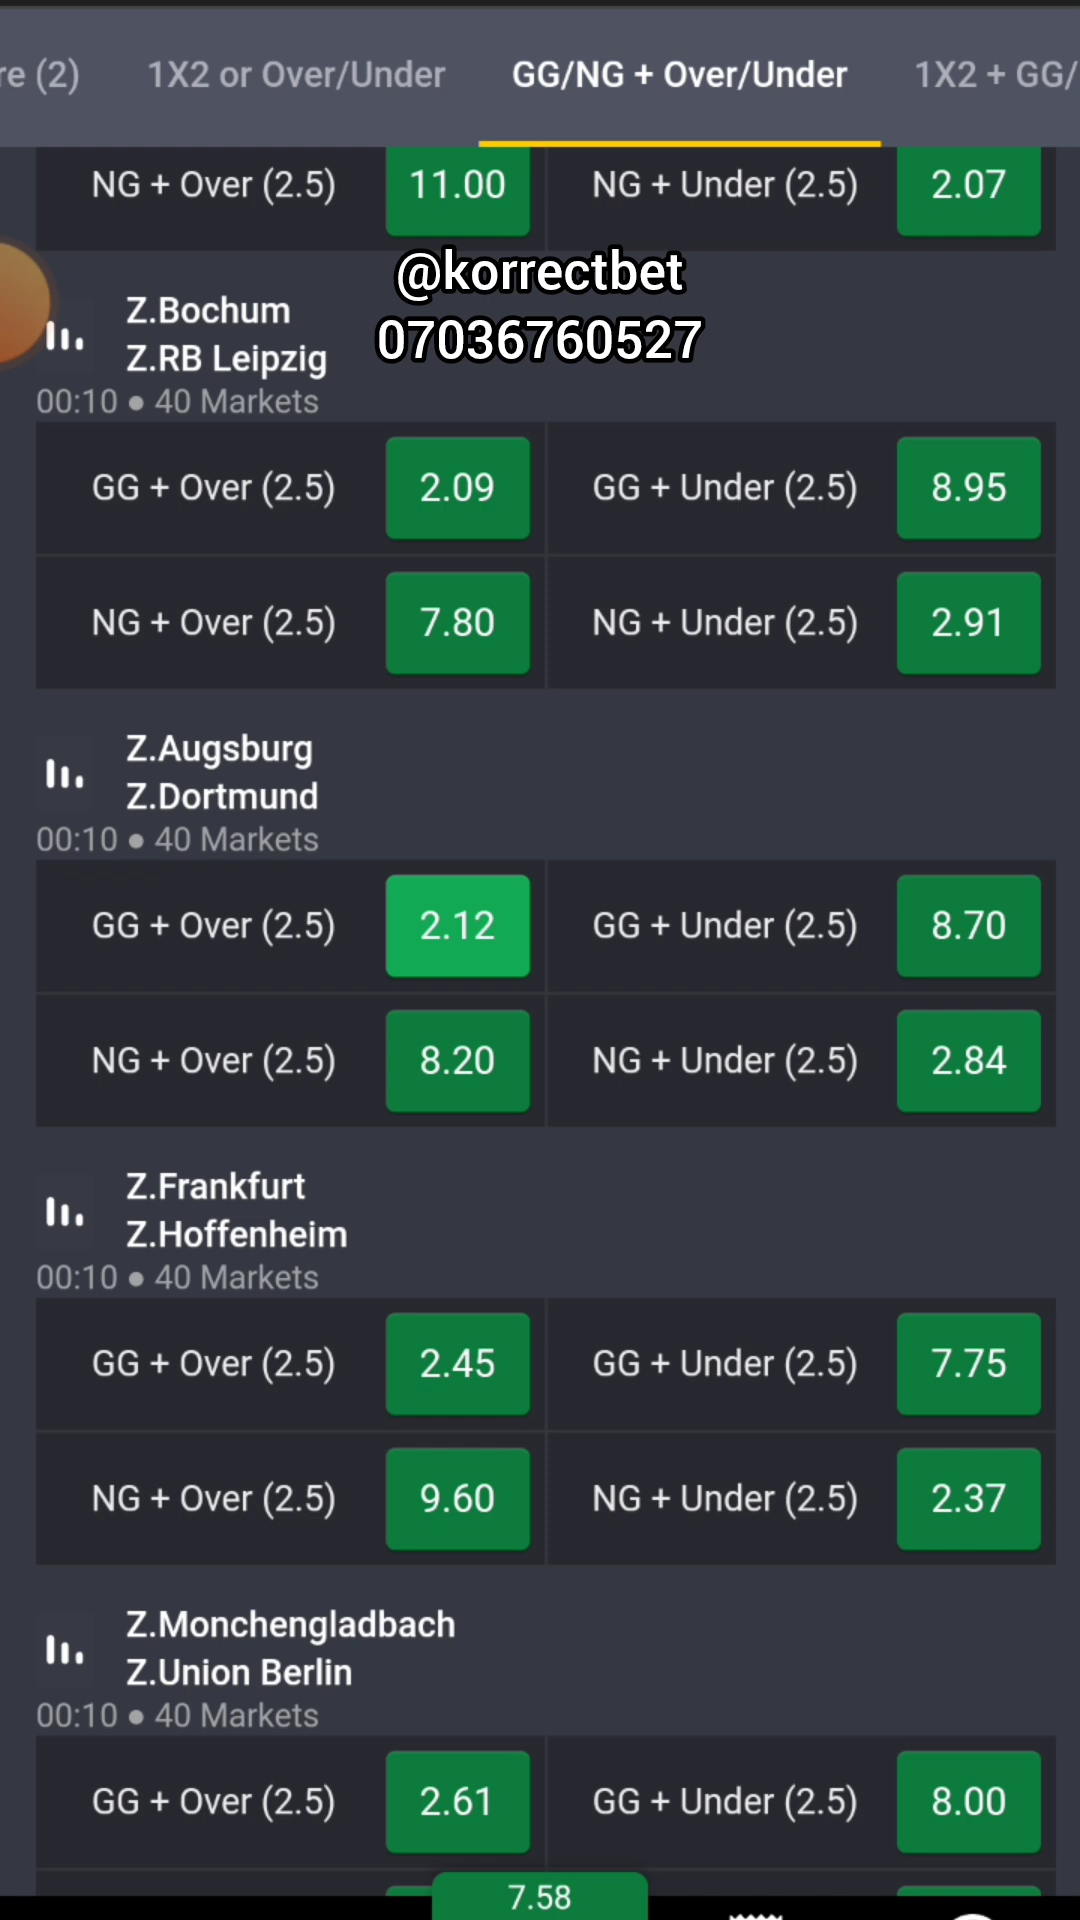 re (2) 1X2 or Over/Under GG/NG + Over/Under 1X2 + GG/
NG + Over (2.5) 11.00 NG + Under (2.5) 2.07
@korrectbet
07036760527
Z.Bochum
Z.RB Leipzig
00:10 ● 40 Markets
GG + Over (2.5) 2.09 GG + Under (2.5) 8.95
NG + Over (2.5) 7.80 NG + Under (2.5) 2.91
Z.Augsburg
Z.Dortmund
00:10 ● 40 Markets
GG + Over (2.5) 2.12 GG + Under (2.5) 8.70
NG + Over (2.5) 8.20 NG + Under (2.5) 2.84
Z.Frankfurt
Z.Hoffenheim
00:10 ● 40 Markets
GG + Over (2.5) 2.45 GG + Under (2.5) 7.75
NG + Over (2.5) 9.60 NG + Under (2.5) 2.37
Z.Monchengladbach
Z.Union Berlin
00:10 ● 40 Markets
GG + Over (2.5) 2.61 GG + Under (2.5) 8.00
7.58